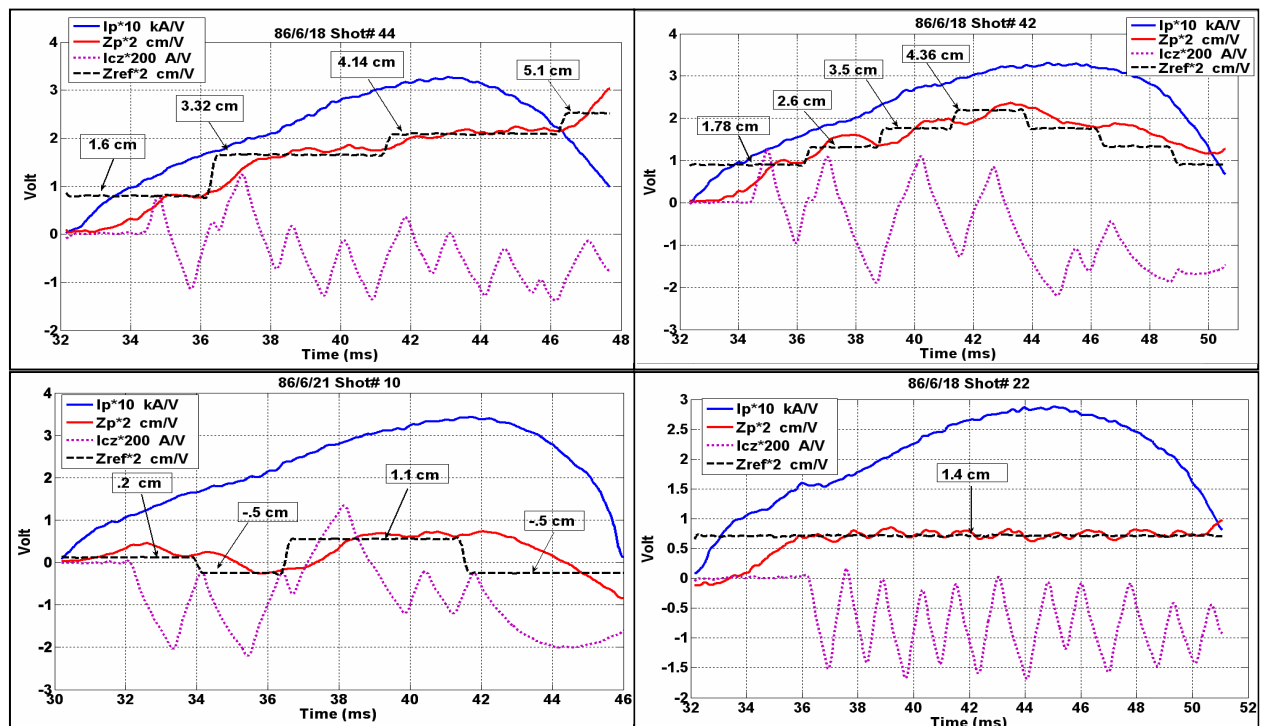 86/6/18 Shot# 44
Ip*10 kA/V
Zp*2 cm/V
Icz*200 A/V
Zref*2 cm/V
1.6 cm
3.32 cm
4.14 cm
5.1 cm
Volt
4
3
2
1
0
-1
-2
32 34 36 38 40 42 44 46 48
Time (ms)
86/6/18 Shot# 42
Ip*10 kA/V
Zp*2 cm/V
Icz*200 A/V
Zref*2 cm/V
1.78 cm
2.6 cm
3.5 cm
4.36 cm
Volt
4
3
2
1
0
-1
-2
-3
32 34 36 38 40 42 44 46 48 50
Time (ms)
86/6/21 Shot# 10
Ip*10 kA/V
Zp*2 cm/V
Icz*200 A/V
Zref*2 cm/V
.2 cm
-.5 cm
1.1 cm
-.5 cm
Volt
4
3
2
1
0
-1
-2
-3
30 32 34 36 38 40 42 44 46
Time (ms)
86/6/18 Shot# 22
Ip*10 kA/V
Zp*2 cm/V
Icz*200 A/V
Zref*2 cm/V
1.4 cm
Volt
3
2.5
2
1.5
1
0.5
0
-0.5
-1
-1.5
-2
32 34 36 38 40 42 44 46 48 50 52
Time (ms)